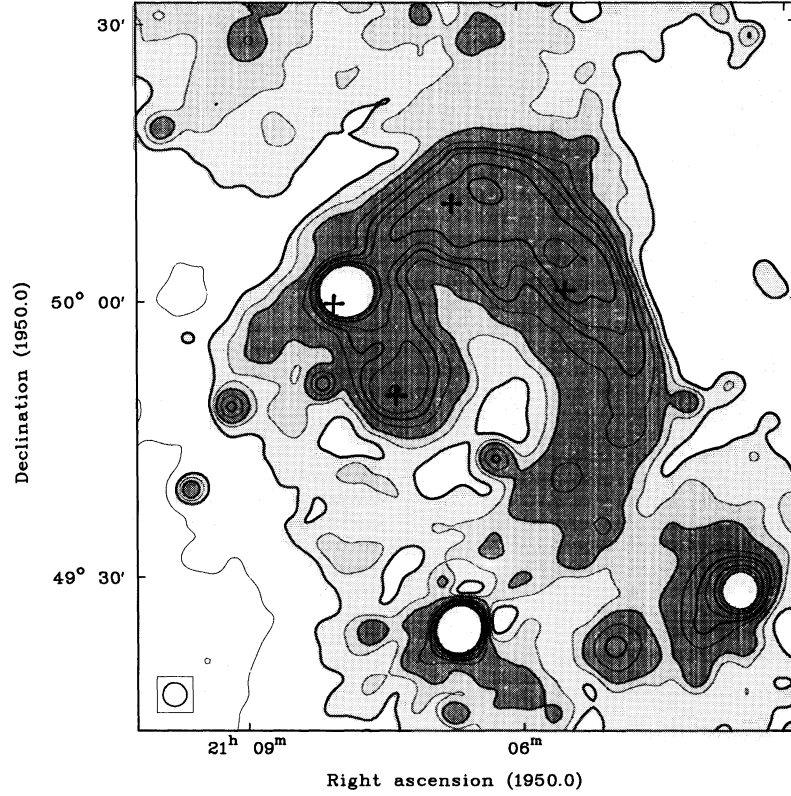 30′
Declination (1950.0)
50° 00′
49° 30′
21ʰ 09ᵐ
06ᵐ
Right ascension (1950.0)